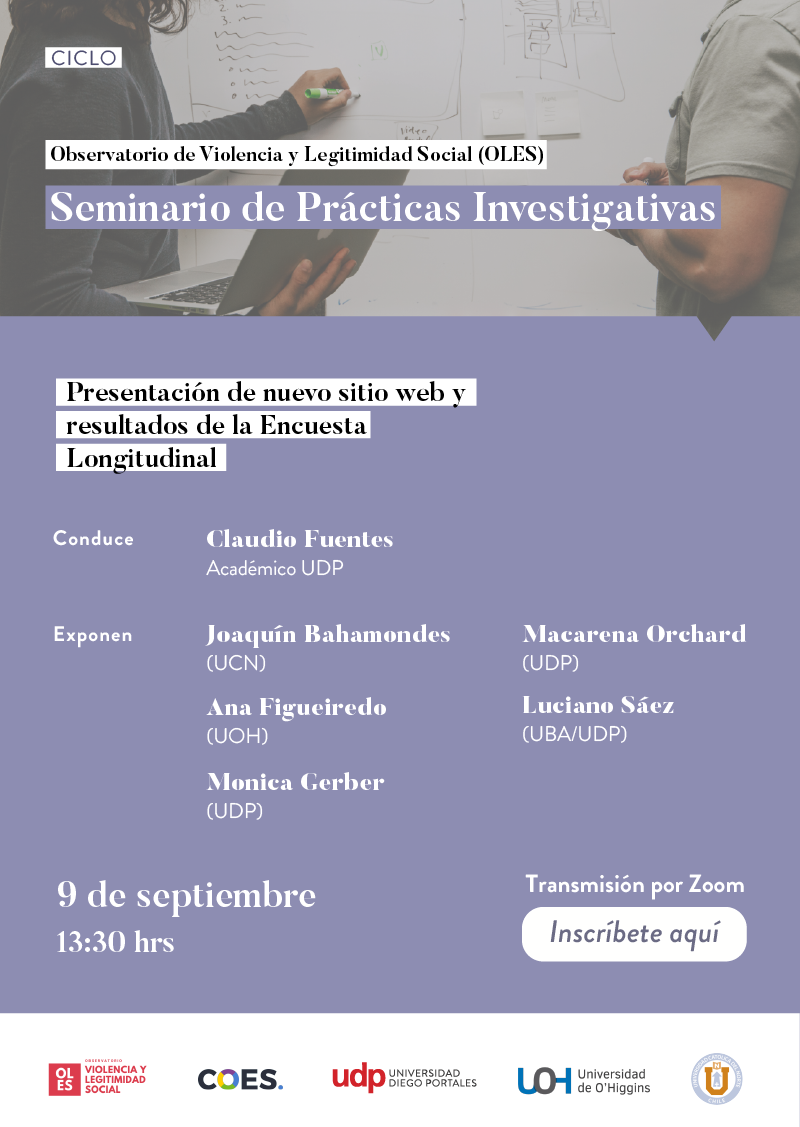 CICLO
Observatorio de Violencia y Legitimidad Social (OLES)
Seminario de Prácticas Investigativas
Presentación de nuevo sitio web y
resultados de la Encuesta
Longitudinal
Conduce
Claudio Fuentes
Académico UDP
Exponen
Joaquín Bahamondes
(UCN)
Ana Figueiredo
(UOH)
Monica Gerber
(UDP)
Macarena Orchard
(UDP)
Luciano Sáez
(UBA/UDP)
9 de septiembre
13:30 hrs
Transmisión por Zoom
Inscríbete aquí
OL
ES
OBSERVATORIO
VIOLENCIA Y
LEGITIMIDAD
SOCIAL
COES.
udp
UNIVERSIDAD
DIEGO PORTALES
UOH
Universidad
de O'Higgins